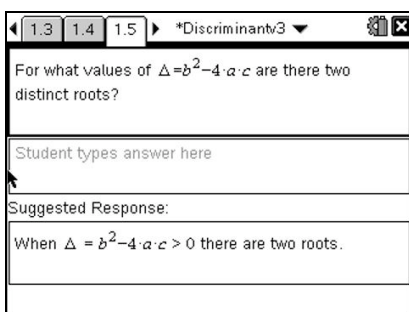 1.3 1.4 1.5 *Discriminantv3
For what values of Δ=b²−4·a·c are there two
distinct roots?
Student types answer here
Suggested Response:
When Δ = b²−4·a·c > 0 there are two roots.